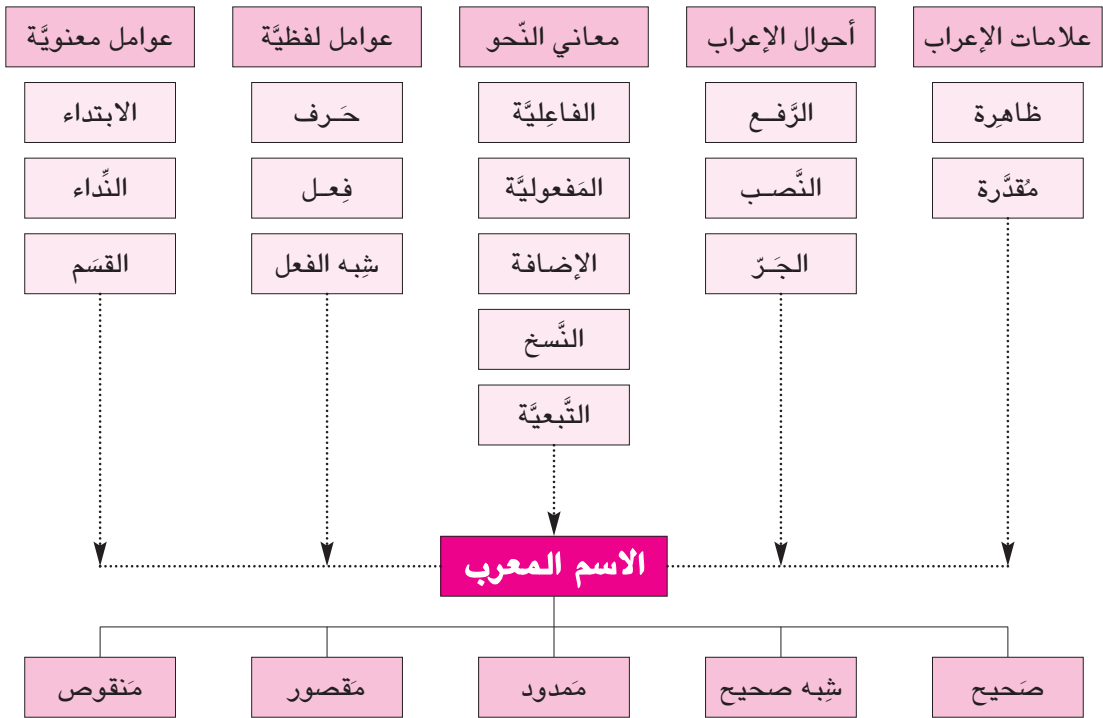 علامات الإعراب
أحوال الإعراب
معاني النّحو
عوامل لفظيَّة
عوامل معنويَّة
ظاهِرة
الرَّفـع
الفاعِليَّة
حَـرف
الابتداء
مُقدَّرة
النَّصـب
المَفعوليَّة
فِعـل
النِّداء
الجَـرّ
الإضافة
شِبه الفعل
القسَم
النَّسخ
التَّبعيَّة
الاسم المعرب
صَحيح
شِبه صحيح
مَمدود
مَقصور
مَنقوص